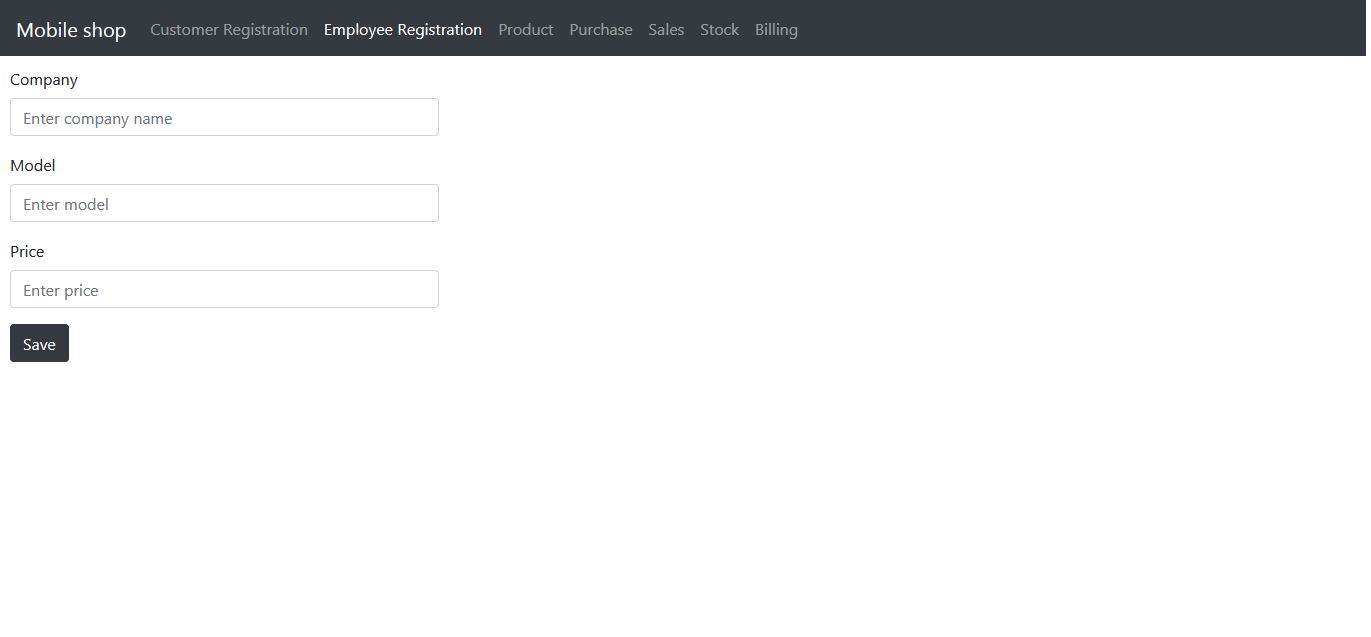 Mobile shop Customer Registration Employee Registration Product Purchase Sales Stock Billing
Company
Enter company name
Model
Enter model
Price
Enter price
Save